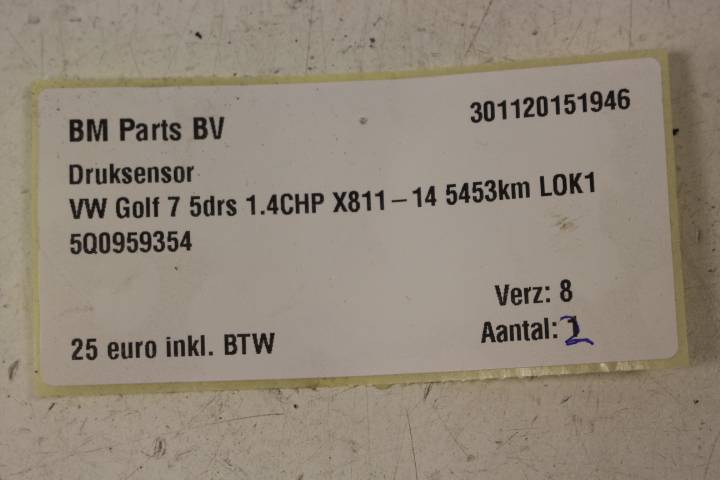 BM Parts BV 301120151946
Druksensor
VW Golf 7 5drs 1.4CHP X811-14 5453km LOK1
5Q0959354
Verz: 8
25 euro inkl. BTW Aantal: 2